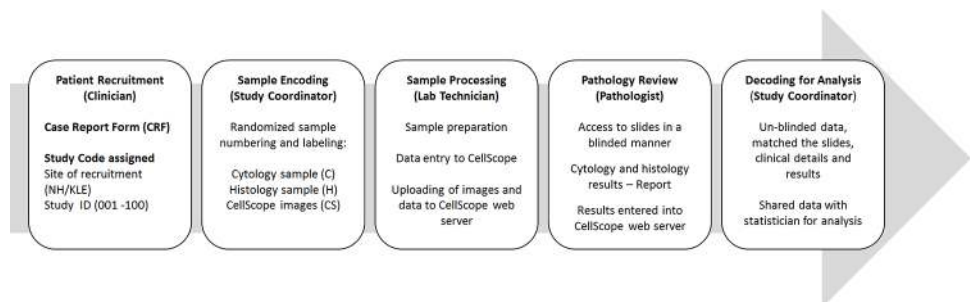 Patient Recruitment
(Clinician)
Case Report Form (CRF)
Study Code assigned
Site of recruitment
(NH/KLE)
Study ID (001 -100)
Sample Encoding
(Study Coordinator)
Randomized sample
numbering and labeling:
Cytology sample (C)
Histology sample (H)
CellScope images (CS)
Sample Processing
(Lab Technician)
Sample preparation
Data entry to CellScope
Uploading of images and
data to CellScope web
server
Pathology Review
(Pathologist)
Access to slides in a
blinded manner
Cytology and histology
results – Report
Results entered into
CellScope web server
Decoding for Analysis
(Study Coordinator)
Un-blinded data,
matched the slides,
clinical details and
results
Shared data with
statistician for analysis